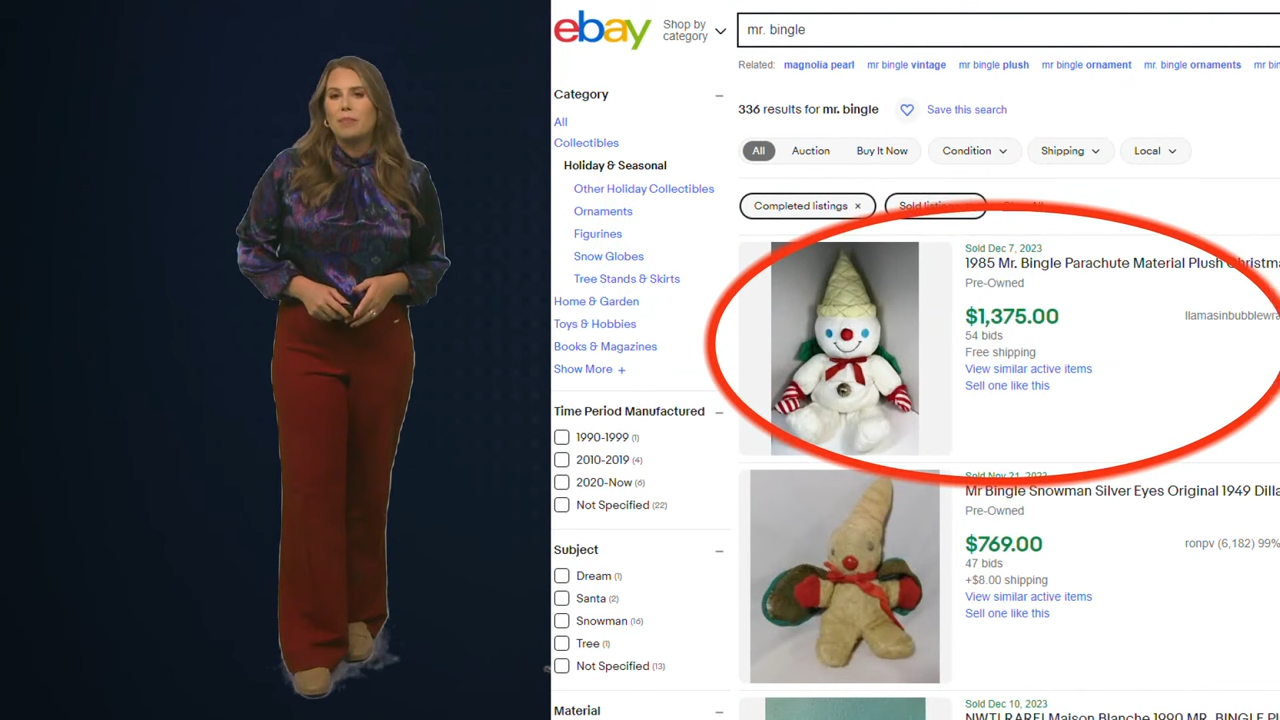 ebay
Shop by
category
mr. bingle
Related: magnolia pearl mr bingle vintage mr bingle plush mr bingle ornament mr. bingle ornaments
Category
All
Collectibles
Holiday & Seasonal
Other Holiday Collectibles
Ornaments
Figurines
Snow Globes
Tree Stands & Skirts
Home & Garden
Toys & Hobbies
Books & Magazines
Show More +
Time Period Manufactured
1990-1999 (1)
2010-2019 (4)
2020-Now (6)
Not Specified (22)
Subject
Dream (1)
Santa (2)
Snowman (16)
Tree (1)
Not Specified (13)
Material
336 results for mr. bingle
Save this search
All Auction Buy It Now Condition Shipping Local
Completed listings × Sold
Sold Dec 7, 2023
1985 Mr. Bingle Parachute Material Plush Christma
Pre-Owned
$1,375.00
54 bids
Free shipping
View similar active items
Sell one like this
llamasinbubblewra
Sold Nov 21, 2023
Mr Bingle Snowman Silver Eyes Original 1949 Dilla
Pre-Owned
$769.00
47 bids
+$8.00 shipping
View similar active items
Sell one like this
ronpv (6,182) 99%
Sold Dec 10, 2023
NWT! RARE! Maison Blanche 1990 MR. BINGLE